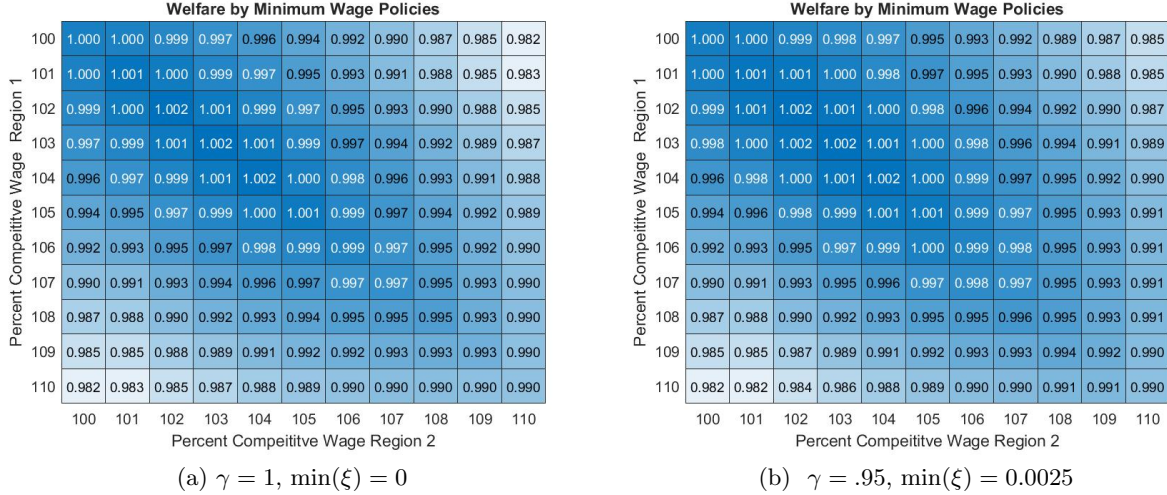 Welfare by Minimum Wage Policies
Percent Compeititve Wage Region 1
100 1.000 1.000 0.999 0.997 0.996 0.994 0.992 0.990 0.987 0.985 0.982
101 1.000 1.001 1.000 0.999 0.997 0.995 0.993 0.991 0.988 0.985 0.983
102 0.999 1.000 1.002 1.001 0.999 0.997 0.995 0.993 0.990 0.988 0.985
103 0.997 0.999 1.001 1.002 1.001 0.999 0.997 0.994 0.992 0.989 0.987
104 0.996 0.997 0.999 1.001 1.002 1.000 0.998 0.996 0.993 0.991 0.988
105 0.994 0.995 0.997 0.999 1.000 1.001 0.999 0.997 0.994 0.992 0.989
106 0.992 0.993 0.995 0.997 0.998 0.999 0.999 0.997 0.995 0.992 0.990
107 0.990 0.991 0.993 0.994 0.996 0.997 0.997 0.997 0.995 0.993 0.990
108 0.987 0.988 0.990 0.992 0.993 0.994 0.995 0.995 0.995 0.993 0.990
109 0.985 0.985 0.988 0.989 0.991 0.992 0.992 0.993 0.993 0.993 0.990
110 0.982 0.983 0.985 0.987 0.988 0.989 0.990 0.990 0.990 0.990 0.990
100 101 102 103 104 105 106 107 108 109 110
Percent Compeititve Wage Region 2
(a) γ = 1, min(ξ) = 0
Welfare by Minimum Wage Policies
Percent Compeititve Wage Region 1
100 1.000 1.000 0.999 0.998 0.997 0.995 0.993 0.992 0.989 0.987 0.985
101 1.000 1.001 1.001 1.000 0.998 0.997 0.995 0.993 0.990 0.988 0.985
102 0.999 1.001 1.002 1.001 1.000 0.998 0.996 0.994 0.992 0.990 0.987
103 0.998 1.000 1.002 1.002 1.001 1.000 0.998 0.996 0.994 0.991 0.989
104 0.996 0.998 1.000 1.001 1.002 1.000 0.999 0.997 0.995 0.992 0.990
105 0.994 0.996 0.998 0.999 1.001 1.001 0.999 0.997 0.995 0.993 0.991
106 0.992 0.993 0.995 0.997 0.999 1.000 0.999 0.998 0.995 0.993 0.991
107 0.990 0.991 0.993 0.995 0.996 0.997 0.998 0.997 0.995 0.993 0.991
108 0.987 0.988 0.990 0.992 0.993 0.995 0.995 0.996 0.995 0.993 0.991
109 0.985 0.985 0.987 0.989 0.991 0.992 0.993 0.993 0.994 0.992 0.990
110 0.982 0.982 0.984 0.986 0.988 0.989 0.990 0.990 0.991 0.991 0.990
100 101 102 103 104 105 106 107 108 109 110
Percent Compeititve Wage Region 2
(b) γ = .95, min(ξ) = 0.0025